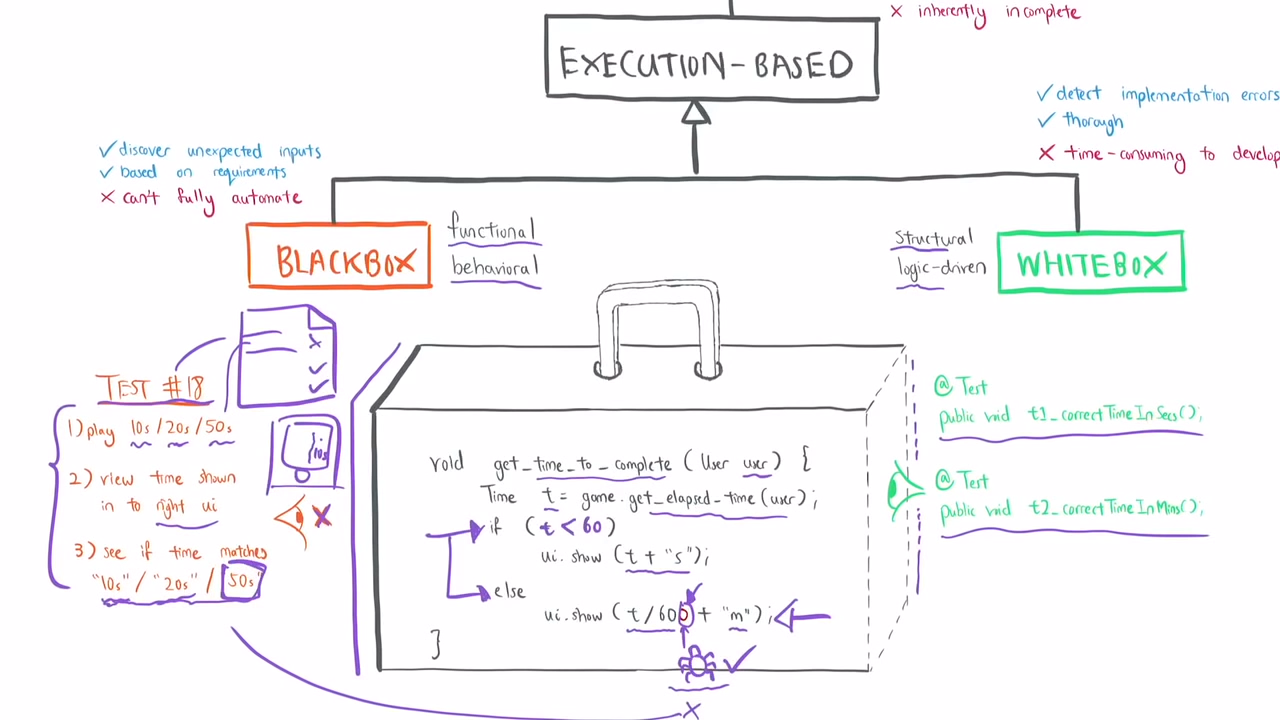 × inherently incomplete
EXECUTION-BASED
✓ detect implementation errors
✓ thorough
× time-consuming to develop
✓ discover unexpected inputs
✓ based on requirements
× can't fully automate
BLACKBOX
functional
behavioral
structural
logic-driven
WHITEBOX
TEST #18
1) play 10s / 20s / 50s
2) view time shown
in to right ui
3) see if time matches
"10s" / "20s" / "50s"
10s
void get_time_to_complete (User user) {
Time t = game.get_elapsed_time(user);
if (t < 60)
ui.show (t + "s");
else
ui.show (t/600 + "m");
}
@Test
public void t1_correctTimeInSecs();
@Test
public void t2_correctTimeInMins();